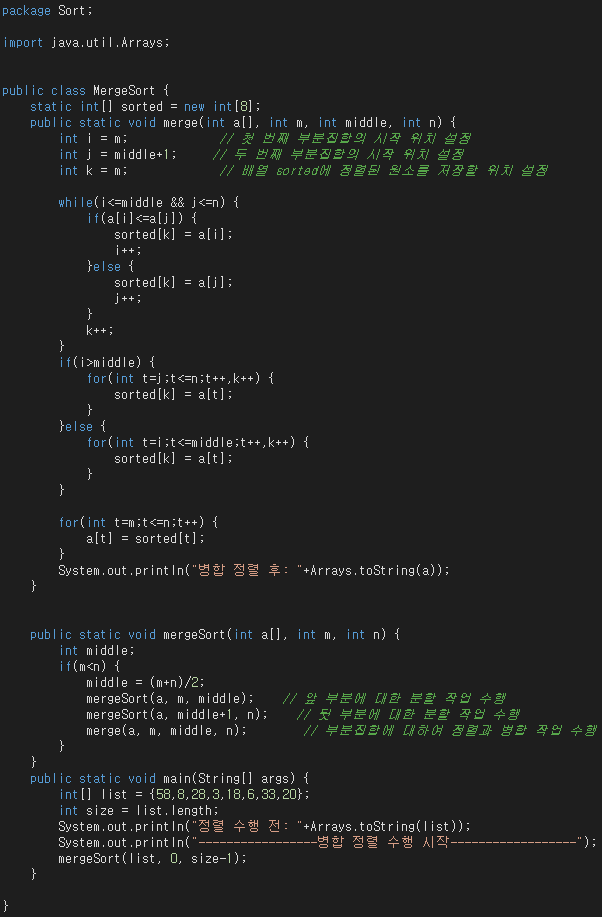 package Sort;
import java.util.Arrays;
public class MergeSort {
static int[] sorted = new int[8];
public static void merge(int a[], int m, int middle, int n) {
int i = m; // 첫 번째 부분집합의 시작 위치 설정
int j = middle+1; // 두 번째 부분집합의 시작 위치 설정
int k = m; // 배열 sorted에 정렬된 원소를 저장할 위치 설정
while(i<=middle && j<=n) {
if(a[i]<=a[j]) {
sorted[k] = a[i];
i++;
}else {
sorted[k] = a[j];
j++;
}
k++;
}
if(i>middle) {
for(int t=j;t<=n;t++,k++) {
sorted[k] = a[t];
}
}else {
for(int t=i;t<=middle;t++,k++) {
sorted[k] = a[t];
}
}
for(int t=m;t<=n;t++) {
a[t] = sorted[t];
}
System.out.println("병합 정렬 후: "+Arrays.toString(a));
}
public static void mergeSort(int a[], int m, int n) {
int middle;
if(m<n) {
middle = (m+n)/2;
mergeSort(a, m, middle); // 앞 부분에 대한 분할 작업 수행
mergeSort(a, middle+1, n); // 뒷 부분에 대한 분할 작업 수행
merge(a, m, middle, n); // 부분집합에 대하여 정렬과 병합 작업 수행
}
}
public static void main(String[] args) {
int[] list = {58,8,28,3,18,6,33,20};
int size = list.length;
System.out.println("정렬 수행 전: "+Arrays.toString(list));
System.out.println("-----------------병합 정렬 수행 시작------------------");
mergeSort(list, 0, size-1);
}
}